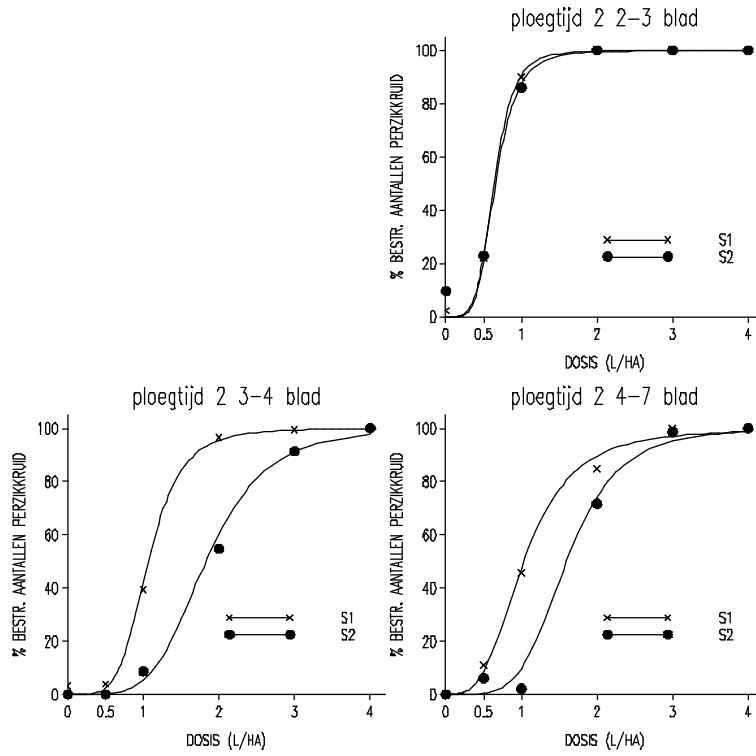 ploegtijd 2 2-3 blad
% BESTR. AANTALLEN PERZIKKRUID
100
80
60
40
20
0
S1
S2
0 0.5 1 2 3 4
DOSIS (L/HA)
ploegtijd 2 3-4 blad
% BESTR. AANTALLEN PERZIKKRUID
100
80
60
40
20
0
S1
S2
0 0.5 1 2 3 4
DOSIS (L/HA)
ploegtijd 2 4-7 blad
% BESTR. AANTALLEN PERZIKKRUID
100
80
60
40
20
0
S1
S2
0 0.5 1 2 3 4
DOSIS (L/HA)